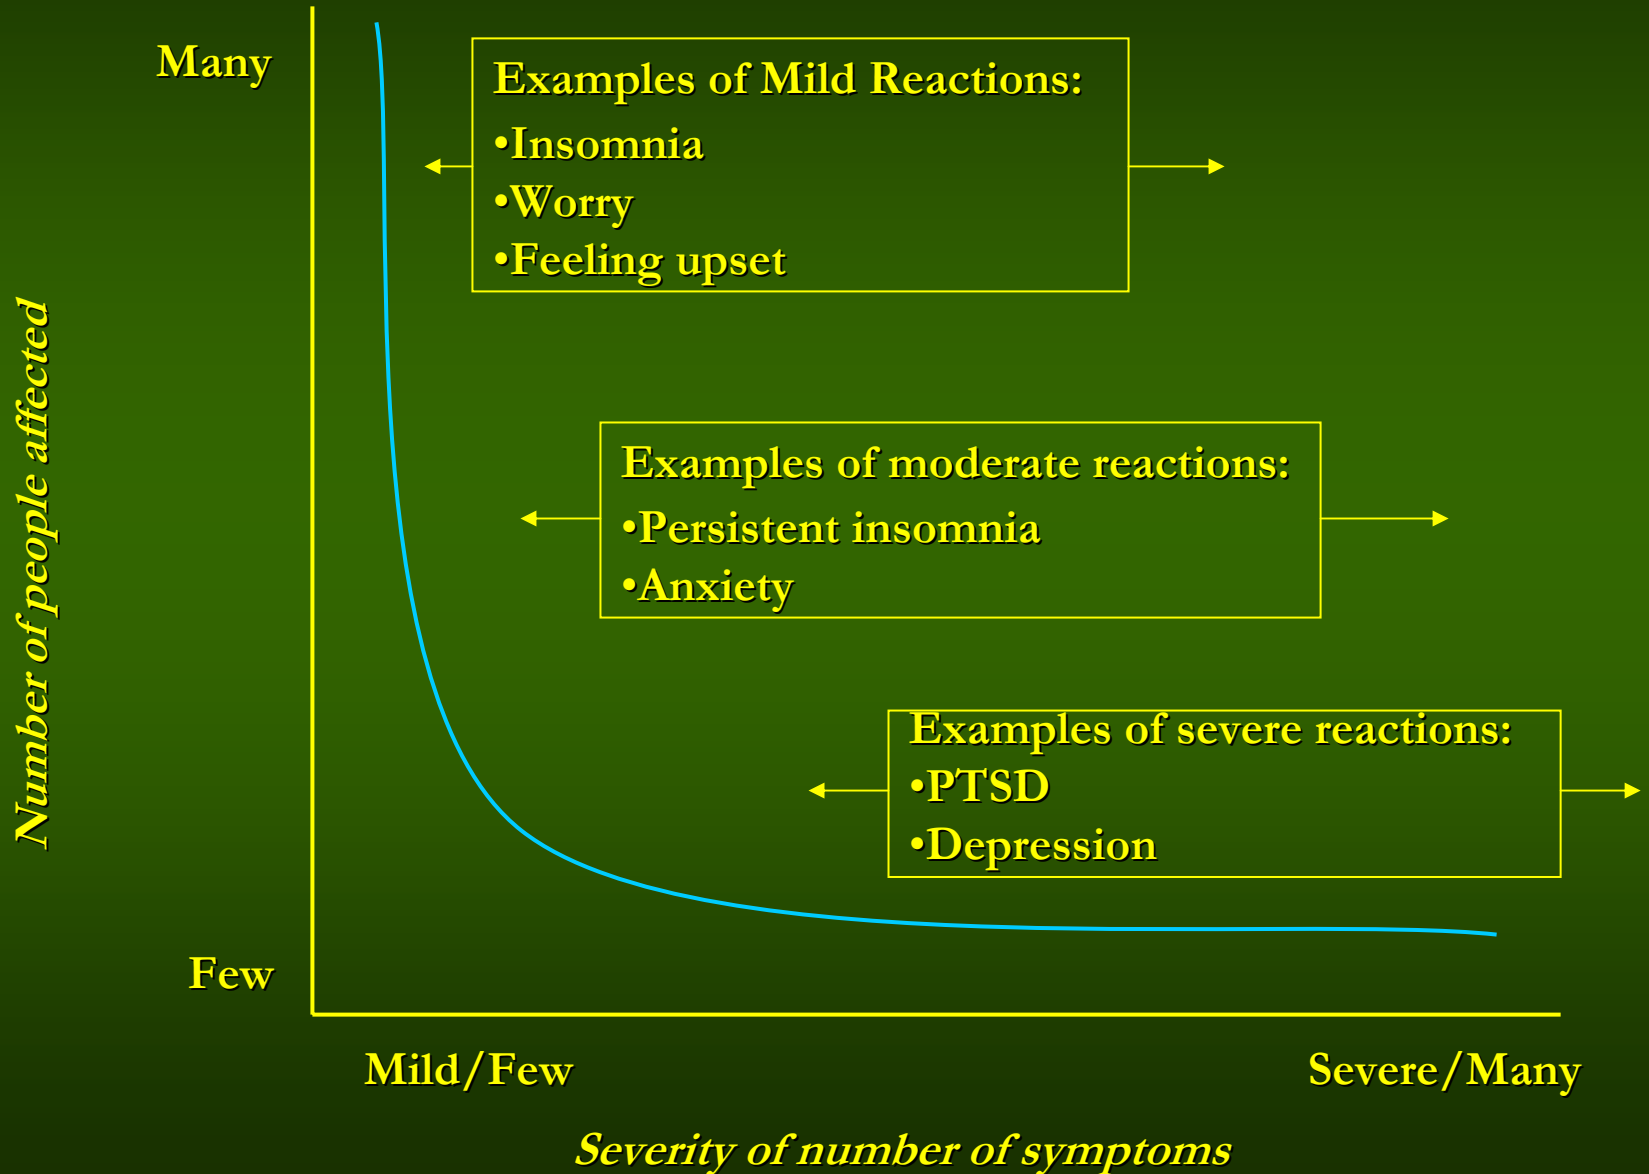 Many
Examples of Mild Reactions:
•Insomnia
•Worry
•Feeling upset
Number of people affected
Examples of moderate reactions:
•Persistent insomnia
•Anxiety
Examples of severe reactions:
•PTSD
•Depression
Few
Mild/Few
Severe/Many
Severity of number of symptoms